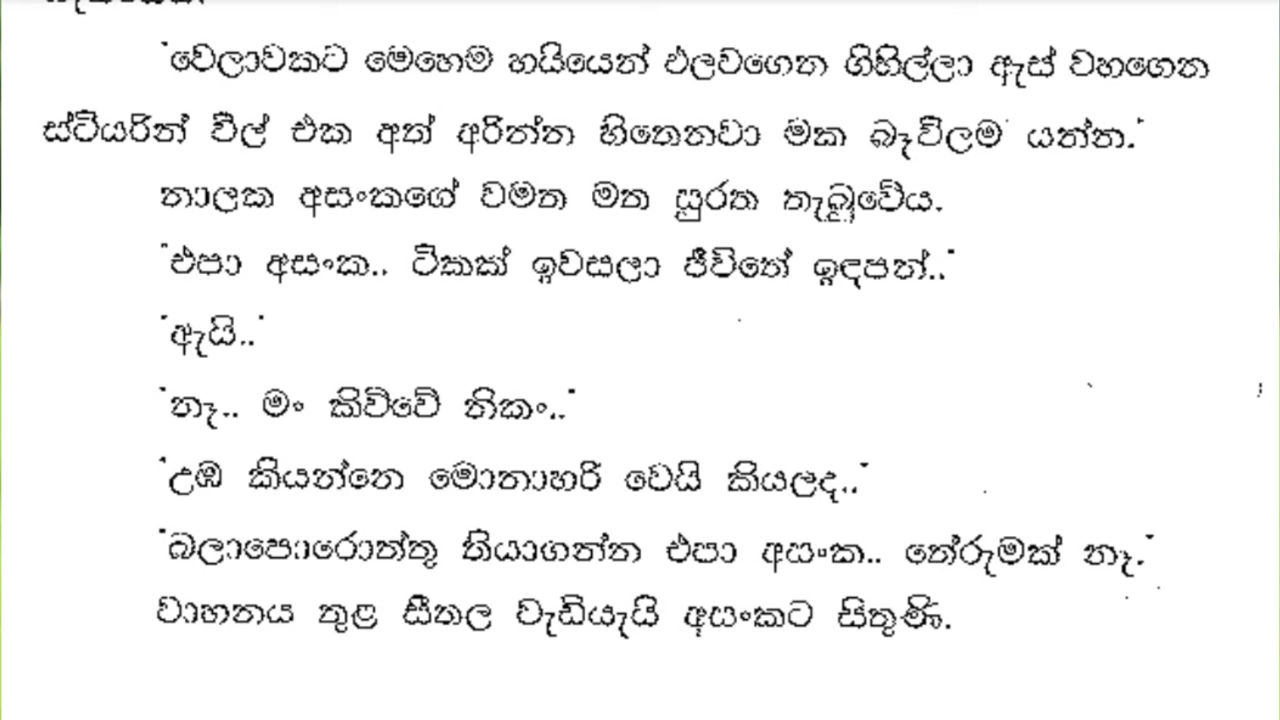 'වෙලාවකට මෙහෙම හයියෙන් එලවගෙන ගිහිල්ලා ඇස් වහගෙන
ස්ටියරින් වීල් එක අත් අරින්න හිතෙනවා මක බෑවිලම යන්න.'
නාලක අසංකගේ වමන මත සුරත තැබුවේය.
'එපා අසංක.. ටිකක් ඉවසලා ජීවිතේ ඉඳපන්..'
'ඇයි..'
'නෑ.. මං කිව්වේ නිකං..'
'උඹ කියන්නෙ මොනාහරි වෙයි කියලද..'
'බලාපොරොත්තු තියාගන්න එපා අසංක.. තේරුමක් නෑ.'
වාහනය තුළ සීතල වැඩියැයි අසංකට සිතුණි.